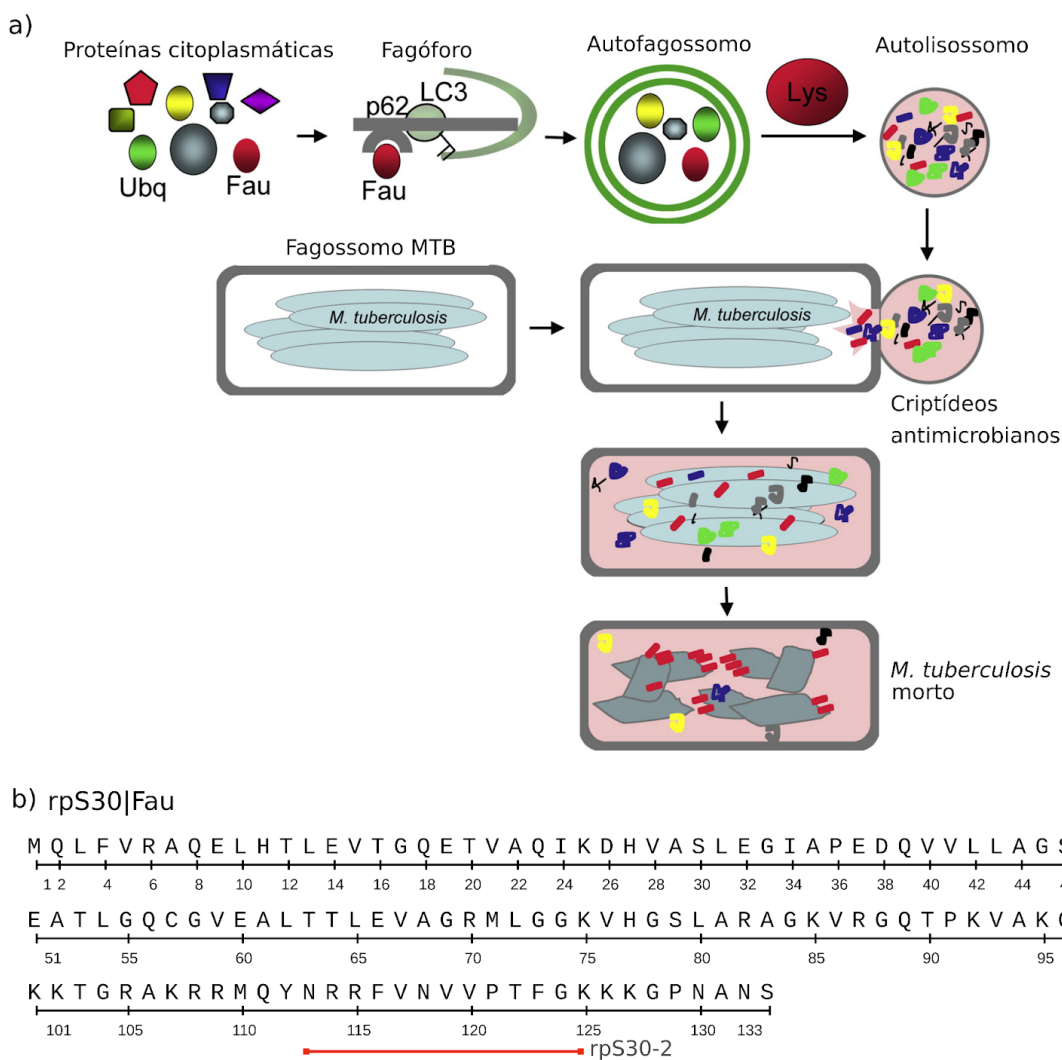 a)
Proteínas citoplasmáticas
Fagóforo
Autofagossomo
Autolisossomo
p62
LC3
Lys
Ubq
Fau
Fau
Fagossomo MTB
M. tuberculosis
M. tuberculosis
Criptídeos
antimicrobianos
M. tuberculosis
morto
b) rpS30|Fau
M Q L F V R A Q E L H T L E V T G Q E T V A Q I K D H V A S L E G I A P E D Q V V L L A G
1 2 4 6 8 10 12 14 16 18 20 22 24 26 28 30 32 34 36 38 40 42 44
E A T L G Q C G V E A L T T L E V A G R M L G G K V H G S L A R A G K V R G Q T P K V A K
51 55 60 65 70 75 80 85 90 95
K K T G R A K R R M Q Y N R R F V N V V P T F G K K K G P N A N S
101 105 110 115 120 125 130 133
rpS30-2